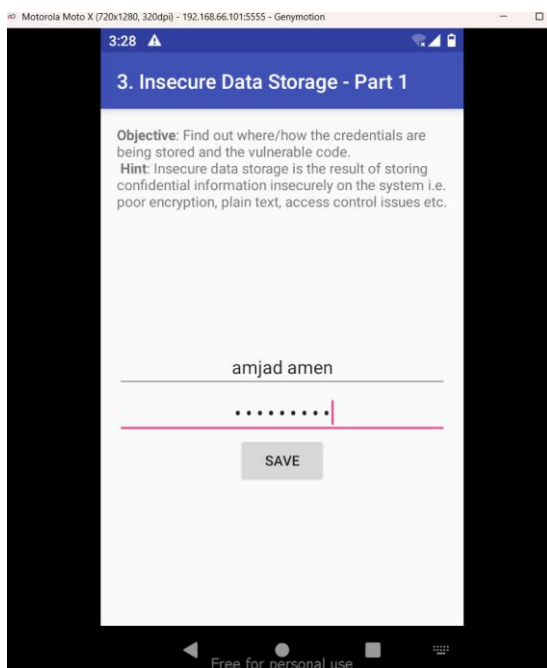 Motorola Moto X (720x1280, 320dpi) - 192.168.66.101:5555 - Genymotion
3:28
3. Insecure Data Storage - Part 1
Objective: Find out where/how the credentials are
being stored and the vulnerable code.
Hint: Insecure data storage is the result of storing
confidential information insecurely on the system i.e.
poor encryption, plain text, access control issues etc.
amjad amen
•••••••••
SAVE
Free for personal use